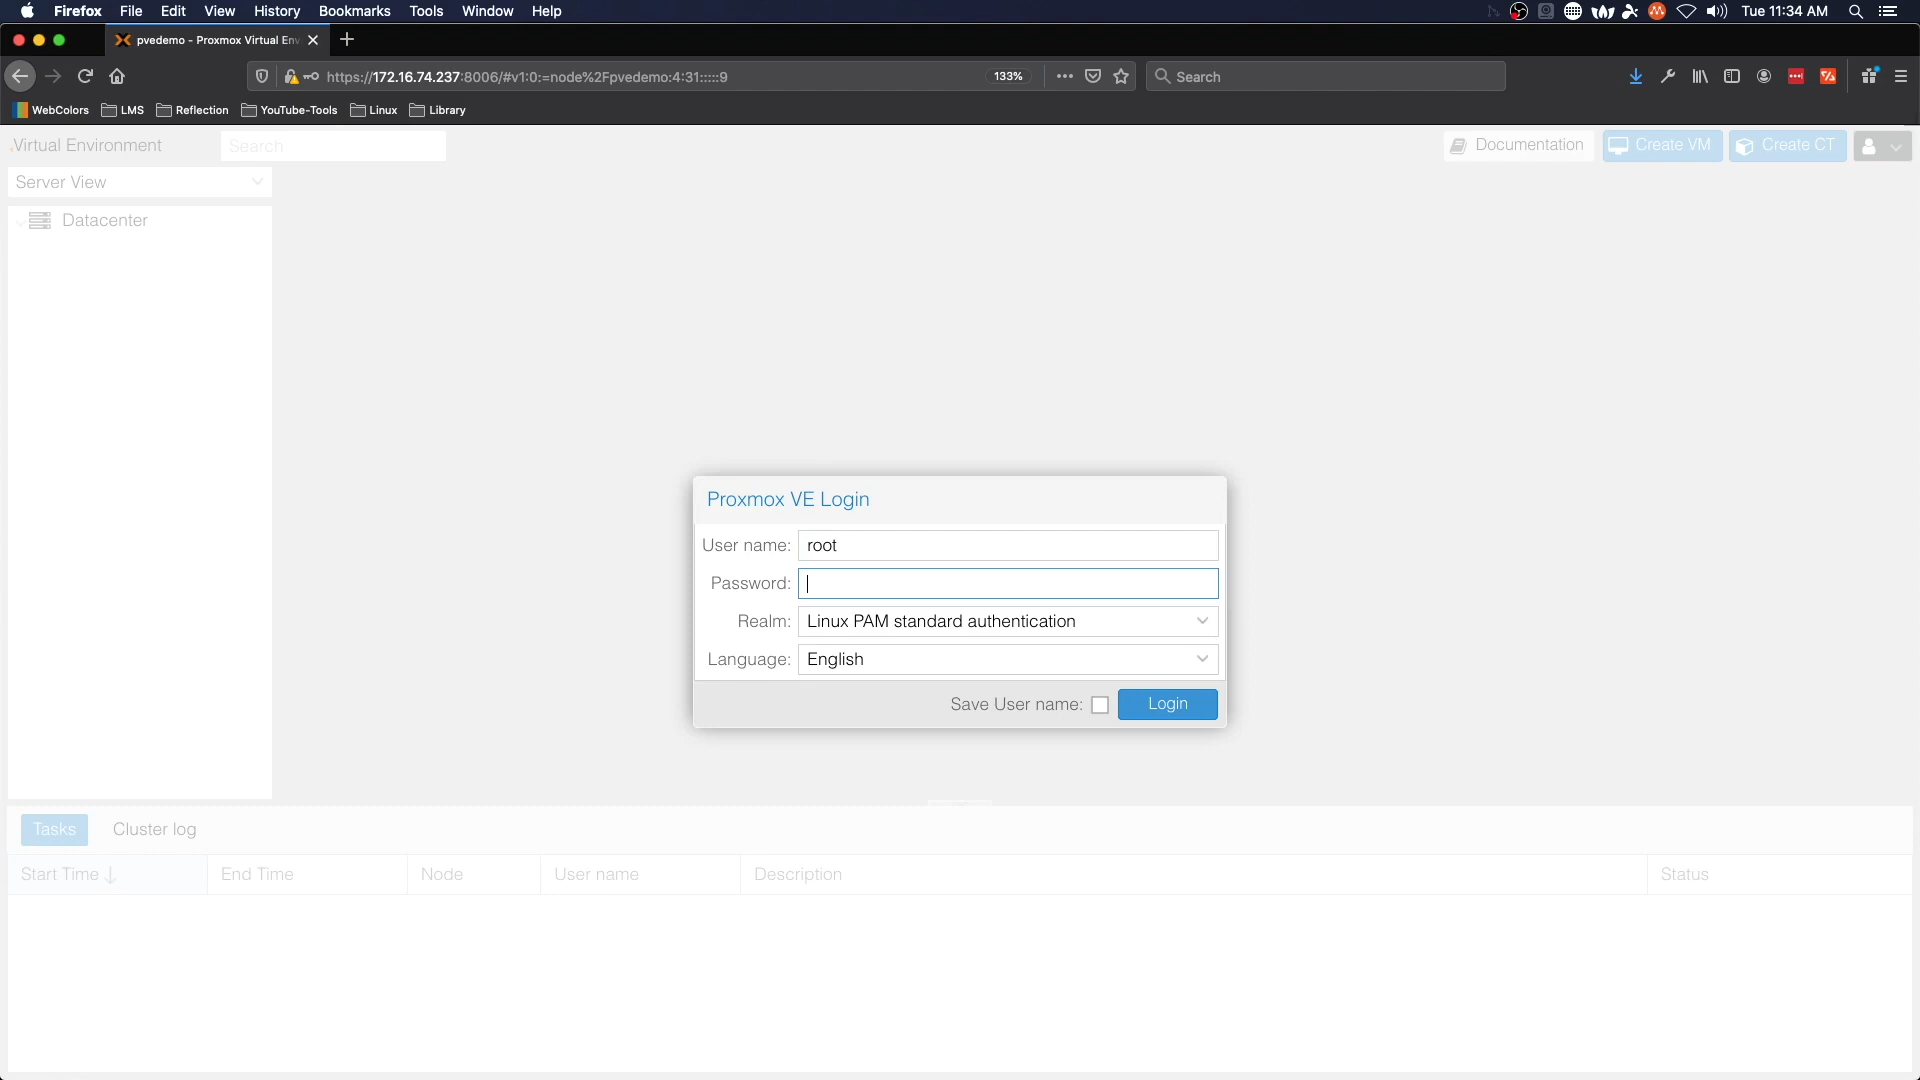 Firefox File Edit View History Bookmarks Tools Window Help Tue 11:34 AM
pvedemo - Proxmox Virtual Env
https://172.16.74.237:8006/#v1:0:=node%2Fpvedemo:4:31:::::9 133% Search
WebColors LMS Reflection YouTube-Tools Linux Library
Virtual Environment Search Documentation Create VM Create CT
Server View
Datacenter
Proxmox VE Login
User name: root
Password:
Realm: Linux PAM standard authentication
Language: English
Save User name: Login
Tasks Cluster log
Start Time End Time Node User name Description Status